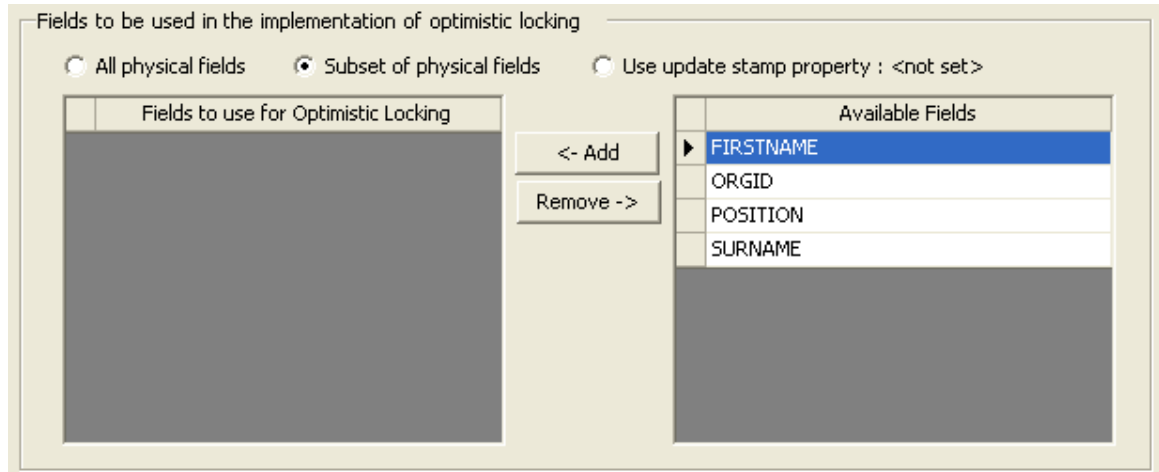 Fields to be used in the implementation of optimistic locking
All physical fields Subset of physical fields Use update stamp property : <not set>
Fields to use for Optimistic Locking
Available Fields
<- Add
FIRSTNAME
ORGID
Remove ->
POSITION
SURNAME